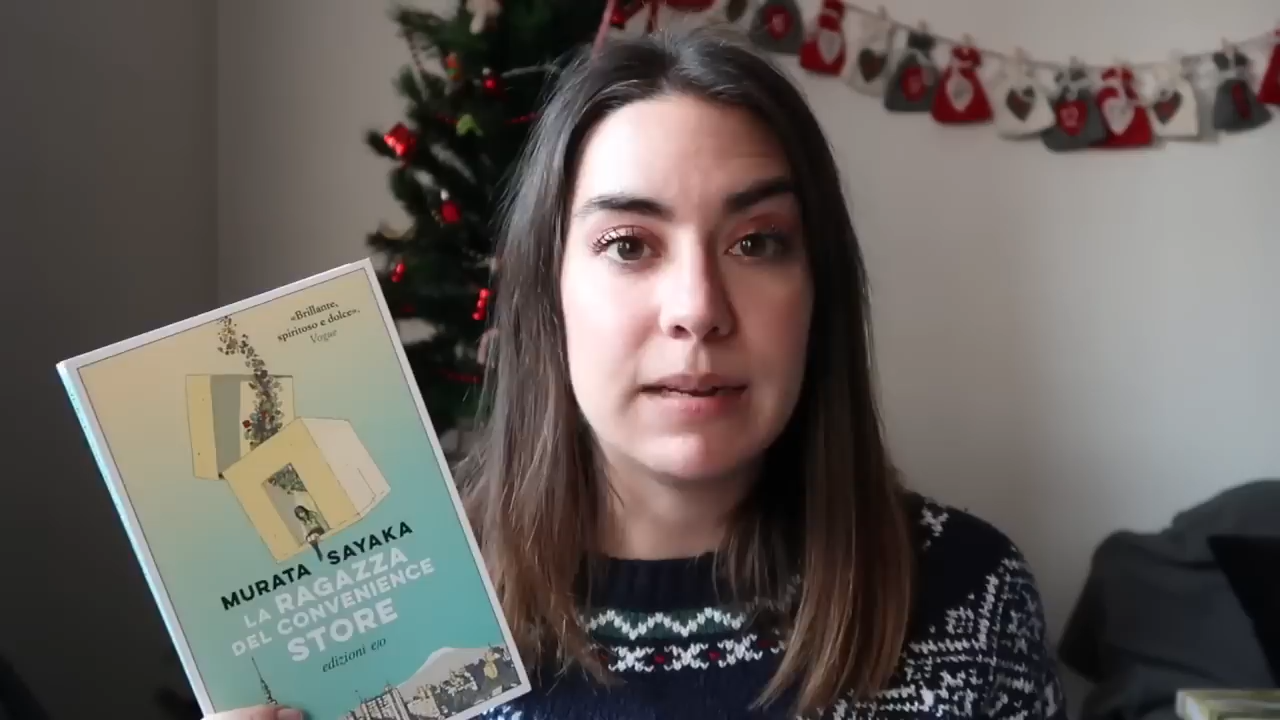 «Brillante,
spiritoso e dolce».
Vogue
MURATA SAYAKA
LA RAGAZZA
DEL CONVENIENCE
STORE
edizioni e/o